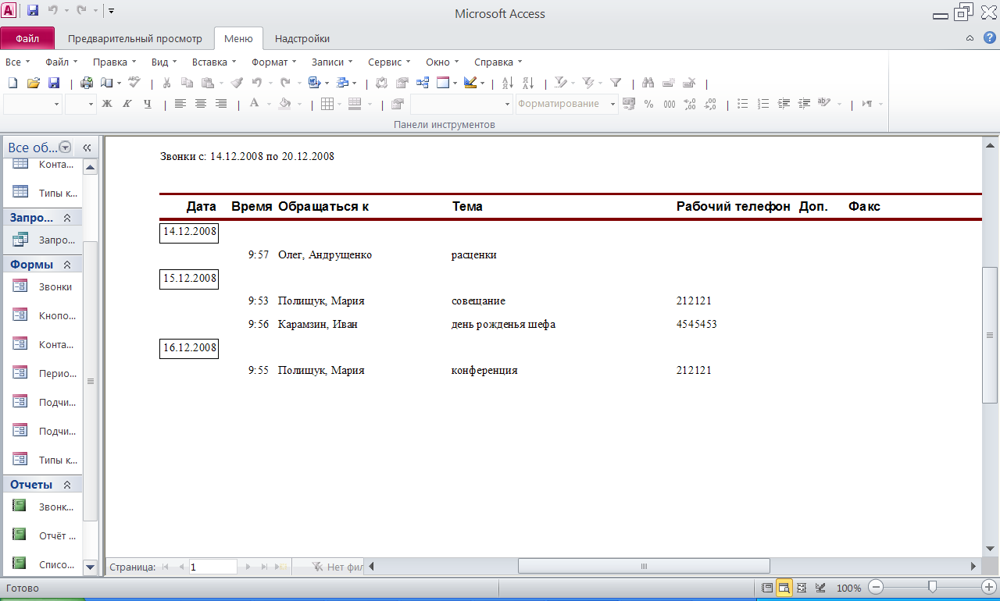 Microsoft Access
Файл Предварительный просмотр Меню Надстройки
Все Файл Правка Вид Вставка Формат Записи Сервис Окно Справка
Ж К Ч Форматирование % 000
Панели инструментов
Все об...
Конта...
Типы к...
Запро...
Запро...
Формы
Звонки
Кнопо...
Конта...
Перио...
Подчи...
Подчи...
Типы к...
Отчеты
Звонк...
Отчёт ...
Списо...
Звонки с: 14.12.2008 по 20.12.2008
Дата Время Обращаться к Тема Рабочий телефон Доп. Факс
14.12.2008
9:57 Олег, Андрущенко расценки
15.12.2008
9:53 Полищук, Мария совещание 212121
9:56 Карамзин, Иван день рожденья шефа 4545453
16.12.2008
9:55 Полищук, Мария конференция 212121
Страница: 1 Нет фил
Готово 100%